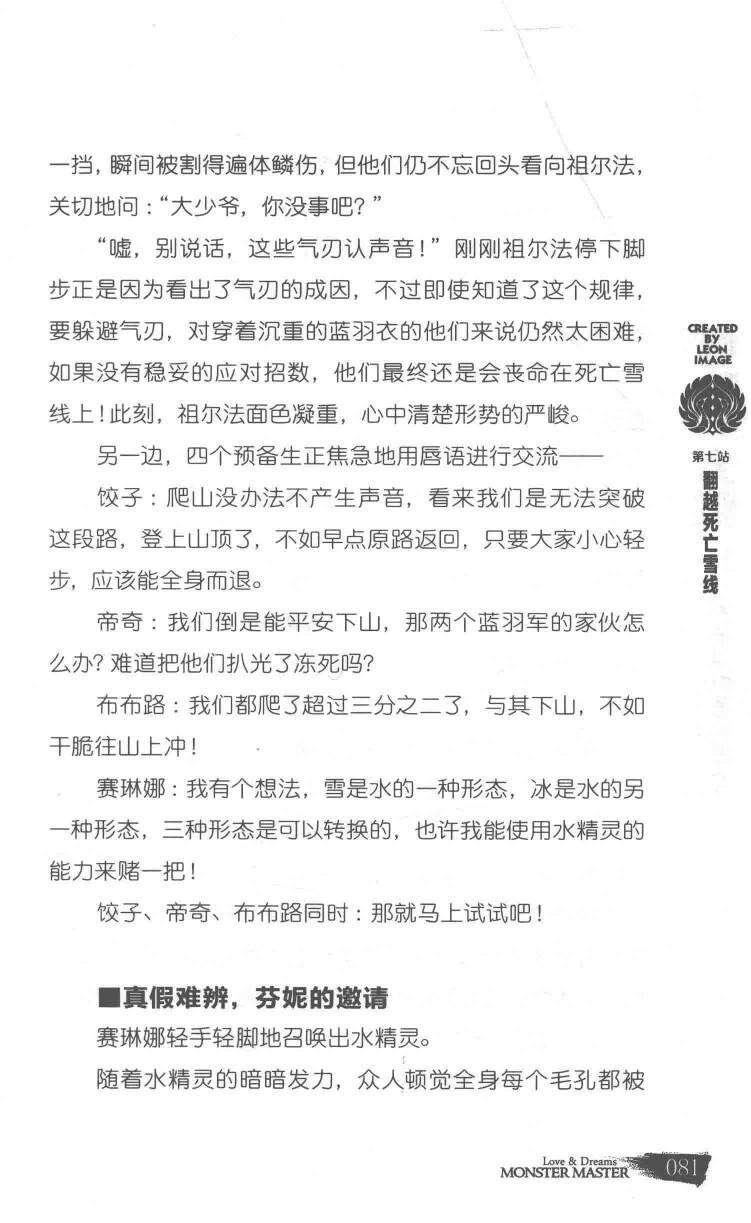 一挡，瞬间被割得遍体鳞伤，但他们仍不忘回头看向祖尔法，
关切地问：“大少爷，你没事吧？”
“嘘，别说话，这些气刃认声音！”刚刚祖尔法停下脚
步正是因为看出了气刃的成因，不过即使知道了这个规律，
要躲避气刃，对穿着沉重的蓝羽衣的他们来说仍然太困难，
如果没有稳妥的应对招数，他们最终还是会丧命在死亡雪
线上！此刻，祖尔法面色凝重，心中清楚形势的严峻。
另一边，四个预备生正焦急地用唇语进行交流——
饺子：爬山没办法不产生声音，看来我们是无法突破
这段路，登上山顶了，不如早点原路返回，只要大家小心轻
步，应该能全身而退。
帝奇：我们倒是能平安下山，那两个蓝羽军的家伙怎
么办？难道把他们扒光了冻死吗？
布布路：我们都爬了超过三分之二了，与其下山，不如
干脆往山上冲！
赛琳娜：我有个想法，雪是水的一种形态，冰是水的另
一种形态，三种形态是可以转换的，也许我能使用水精灵的
能力来赌一把！
饺子、帝奇、布布路同时：那就马上试试吧！
■真假难辨，芬妮的邀请
赛琳娜轻手轻脚地召唤出水精灵。
随着水精灵的暗暗发力，众人顿觉全身每个毛孔都被
CREATED
BY
LEON
IMAGE
第七站
翻越死亡雪线
Love & Dreams
MONSTER MASTER
081